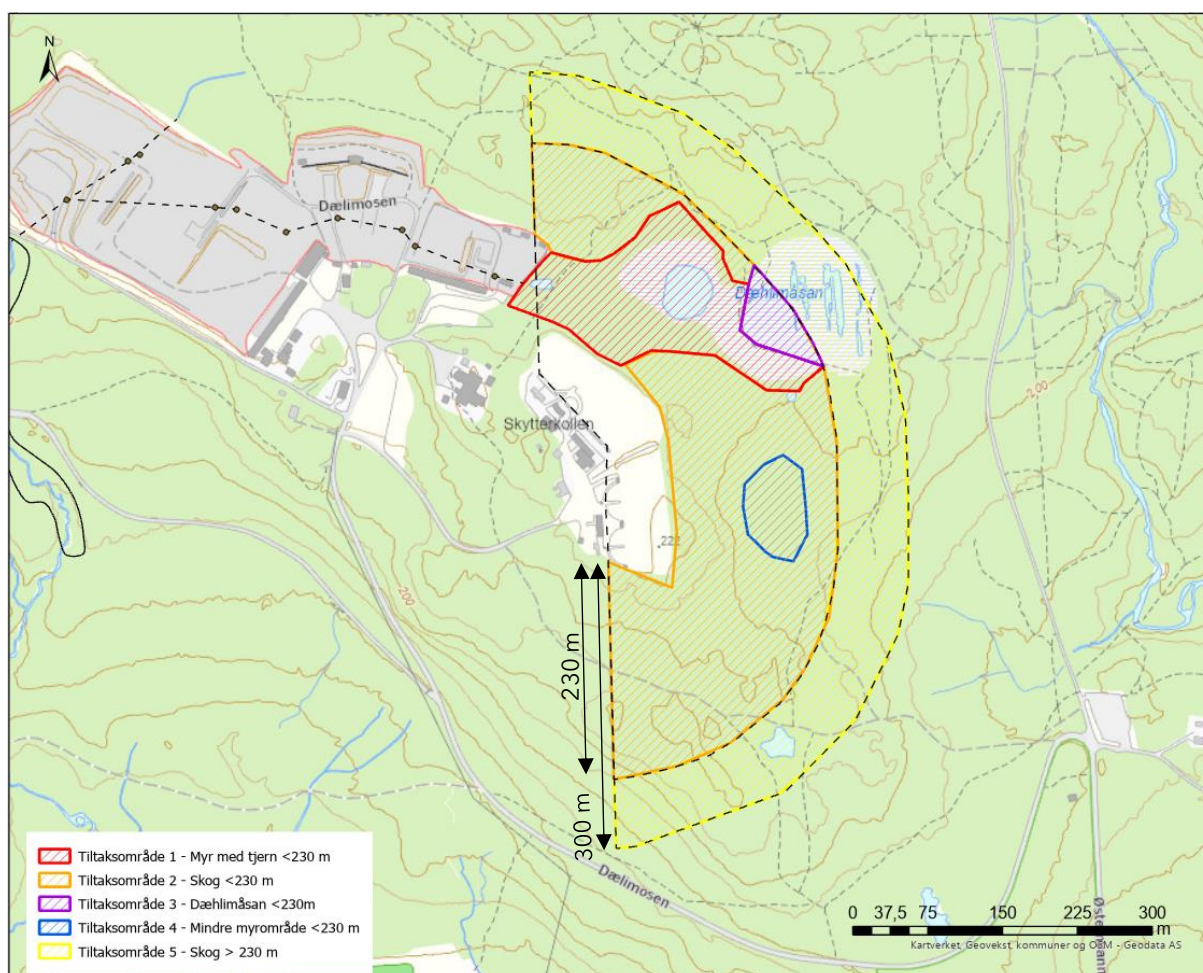 N
Dælimosen
Dæhlimåsan
200
Skytterkollen
222
200
230 m
300 m
Dælimosen
Tiltaksområde 1 - Myr med tjern <230 m
Tiltaksområde 2 - Skog <230 m
Tiltaksområde 3 - Dæhlimåsan <230m
Tiltaksområde 4 - Mindre myrområde <230 m
Tiltaksområde 5 - Skog > 230 m
0 37,5 75 150 225 300
m
Kartverket, Geovekst, kommuner og OSM - Geodata AS